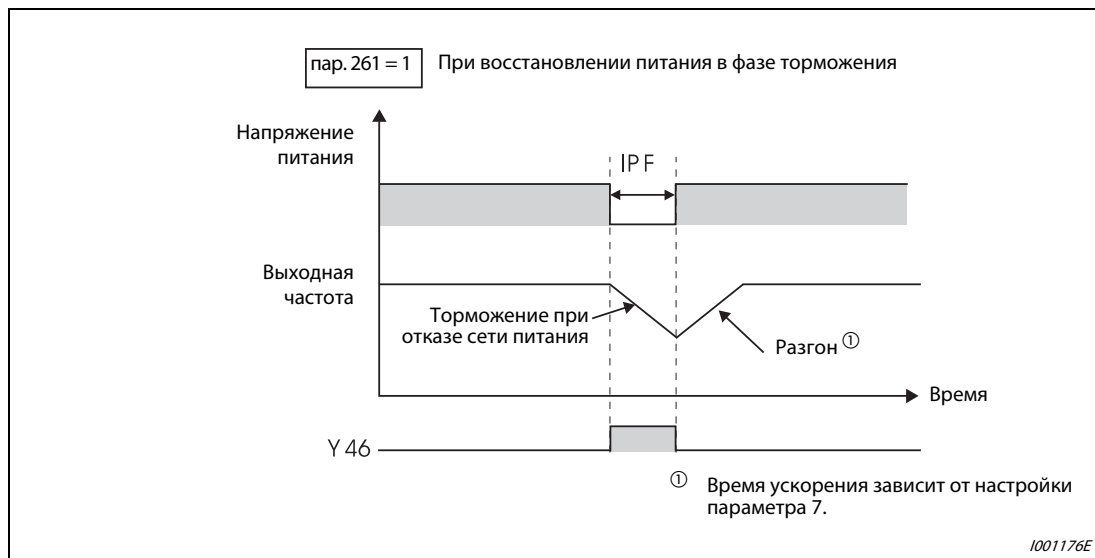 пар. 261 = 1
При восстановлении питания в фазе торможения
Напряжение
питания
IPF
Выходная
частота
Торможение при
отказе сети питания
Разгон ①
Время
Y 46
① Время ускорения зависит от настройки
параметра 7.
I001176E